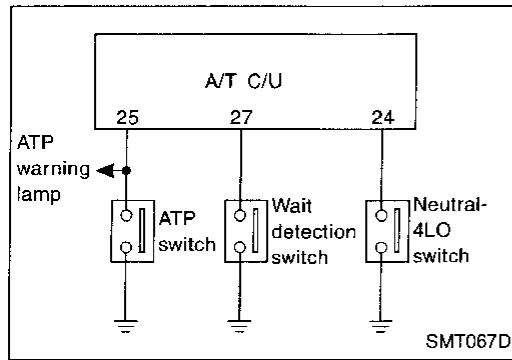 A/T C/U
25 27 24
ATP
warning
lamp
ATP
switch
Wait
detection
switch
Neutral-
4LO
switch
SMT067D